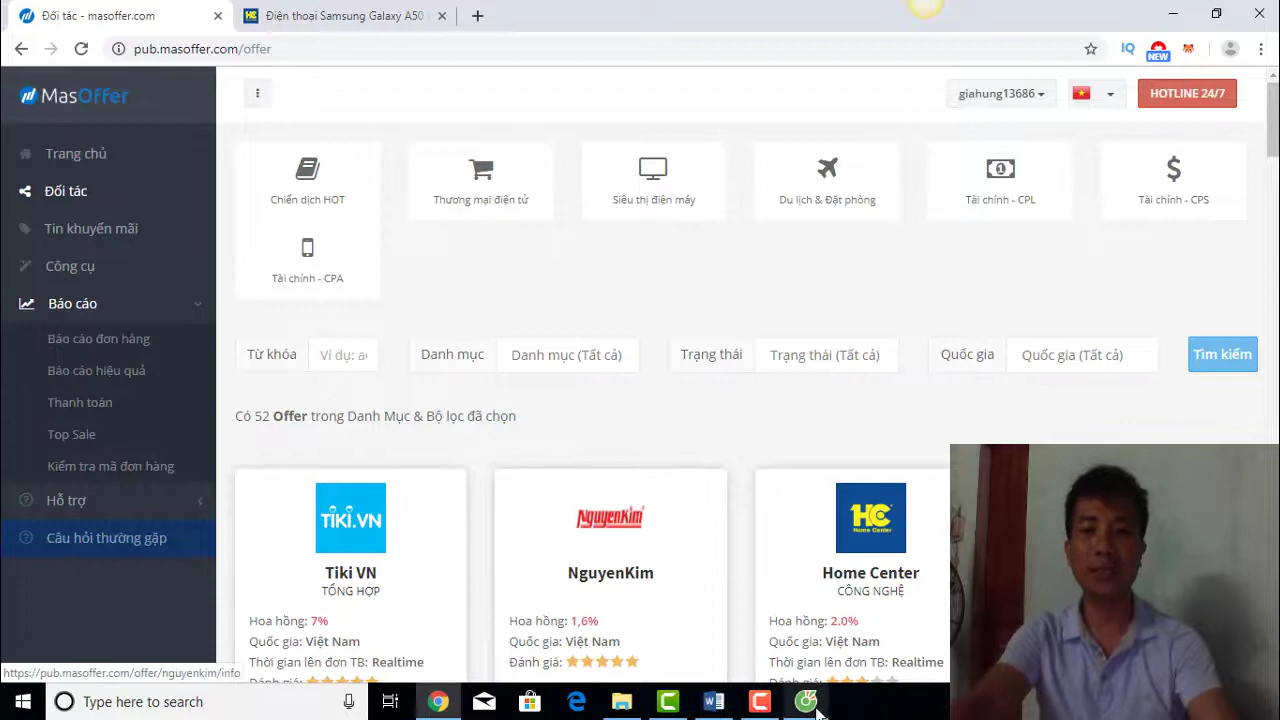 Đối tác - masoffer.com
Điện thoại Samsung Galaxy A50
pub.masoffer.com/offer
IQ
NEW
MasOffer
giahung13686
HOTLINE 24/7
Trang chủ
Đối tác
Tin khuyến mãi
Công cụ
Báo cáo
Báo cáo đơn hàng
Báo cáo hiệu quả
Thanh toán
Top Sale
Kiểm tra mã đơn hàng
Hỗ trợ
Câu hỏi thường gặp
Chiến dịch HOT
Thương mại điện tử
Siêu thị điện máy
Du lịch & Đặt phòng
Tài chính - CPL
Tài chính - CPS
Tài chính - CPA
Từ khóa
Danh mục
Danh mục (Tất cả)
Trạng thái
Trạng thái (Tất cả)
Quốc gia
Quốc gia (Tất cả)
Tìm kiếm
Có 52 Offer trong Danh Mục & Bộ lọc đã chọn
TIKI.VN
Tiki VN
TỔNG HỢP
Hoa hồng: 7%
Quốc gia: Việt Nam
Thời gian lên đơn TB: Realtime
Đánh giá:
NguyenKim
NguyenKim
Hoa hồng: 1,6%
Quốc gia: Việt Nam
Đánh giá:
HC
Home Center
Home Center
CÔNG NGHỆ
Hoa hồng: 2.0%
Quốc gia: Việt Nam
Thời gian lên đơn TB: Realtime
Đánh giá:
https://pub.masoffer.com/offer/nguyenkim/info
Type here to search